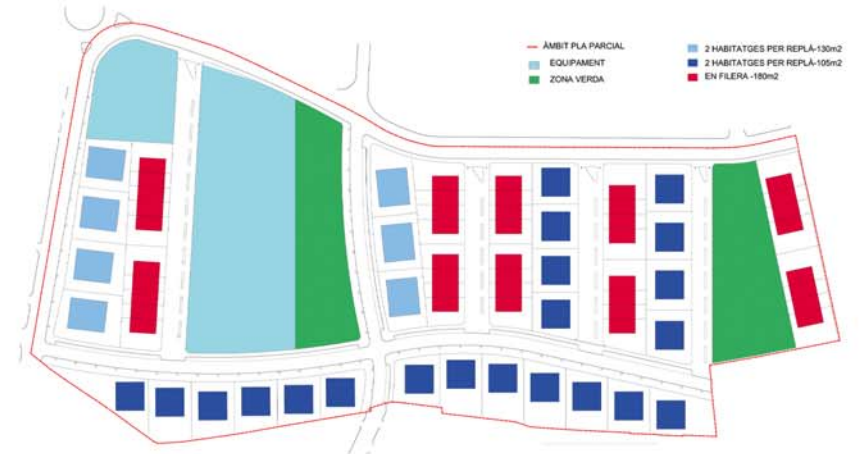 ÀMBIT PLA PARCIAL
EQUIPAMENT
ZONA VERDA
2 HABITATGES PER REPLÀ-130m2
2 HABITATGES PER REPLÀ-105m2
EN FILERA -180m2